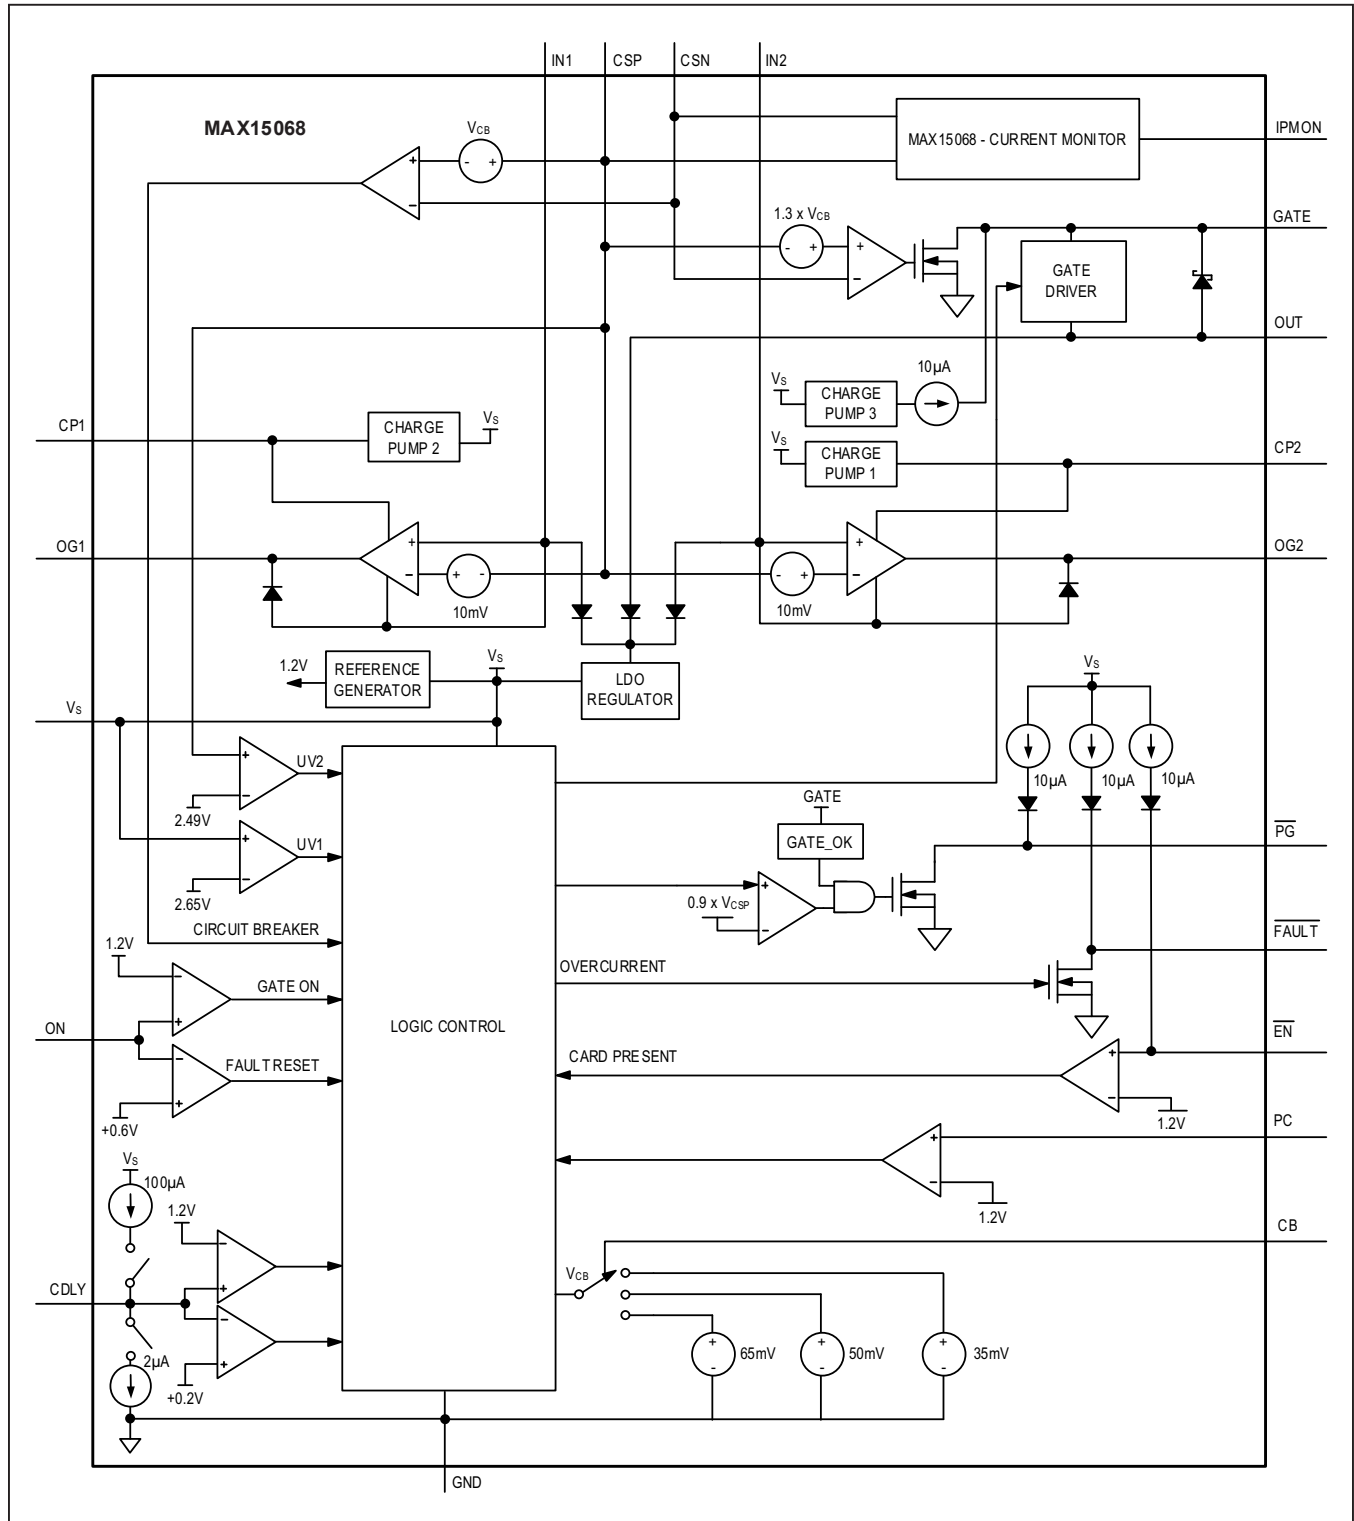 IN1
CSP
CSN
IN2
MAX15068
VCB
- +
+
−
MAX15068 - CURRENT MONITOR
IPMON
1.3 x VCB
- +
+
−
GATE
GATE
DRIVER
OUT
10µA
VS
CHARGE
PUMP 3
CP1
CHARGE
PUMP 2
VS
VS
CHARGE
PUMP 1
CP2
OG1
+
−
+ -
10mV
- +
10mV
+
−
OG2
1.2V
REFERENCE
GENERATOR
VS
LDO
REGULATOR
VS
VS
10µA
10µA
10µA
+
−
UV2
2.49V
+
−
UV1
2.65V
GATE
GATE_OK
PG
0.9 x VCSP
+
−
CIRCUIT BREAKER
FAULT
1.2V
−
+
GATE ON
OVERCURRENT
ON
LOGIC CONTROL
EN
−
+
FAULT RESET
+0.6V
CARD PRESENT
+
−
1.2V
PC
+
−
1.2V
VS
100µA
1.2V
−
+
CB
CDLY
VCB
−
+
2µA
+0.2V
+
-
65mV
+
-
50mV
+
-
35mV
GND